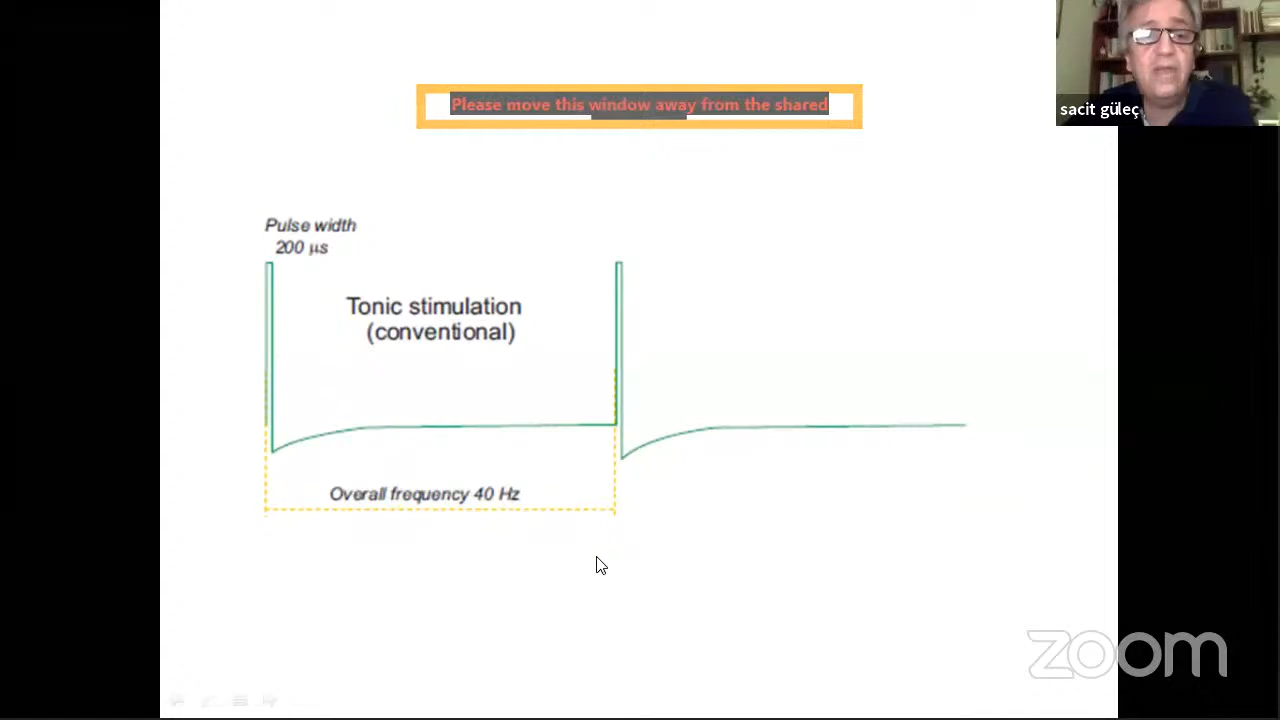 Please move this window away from the shared
sacit güleç
Pulse width
200 μs
Tonic stimulation
(conventional)
Overall frequency 40 Hz
zoom